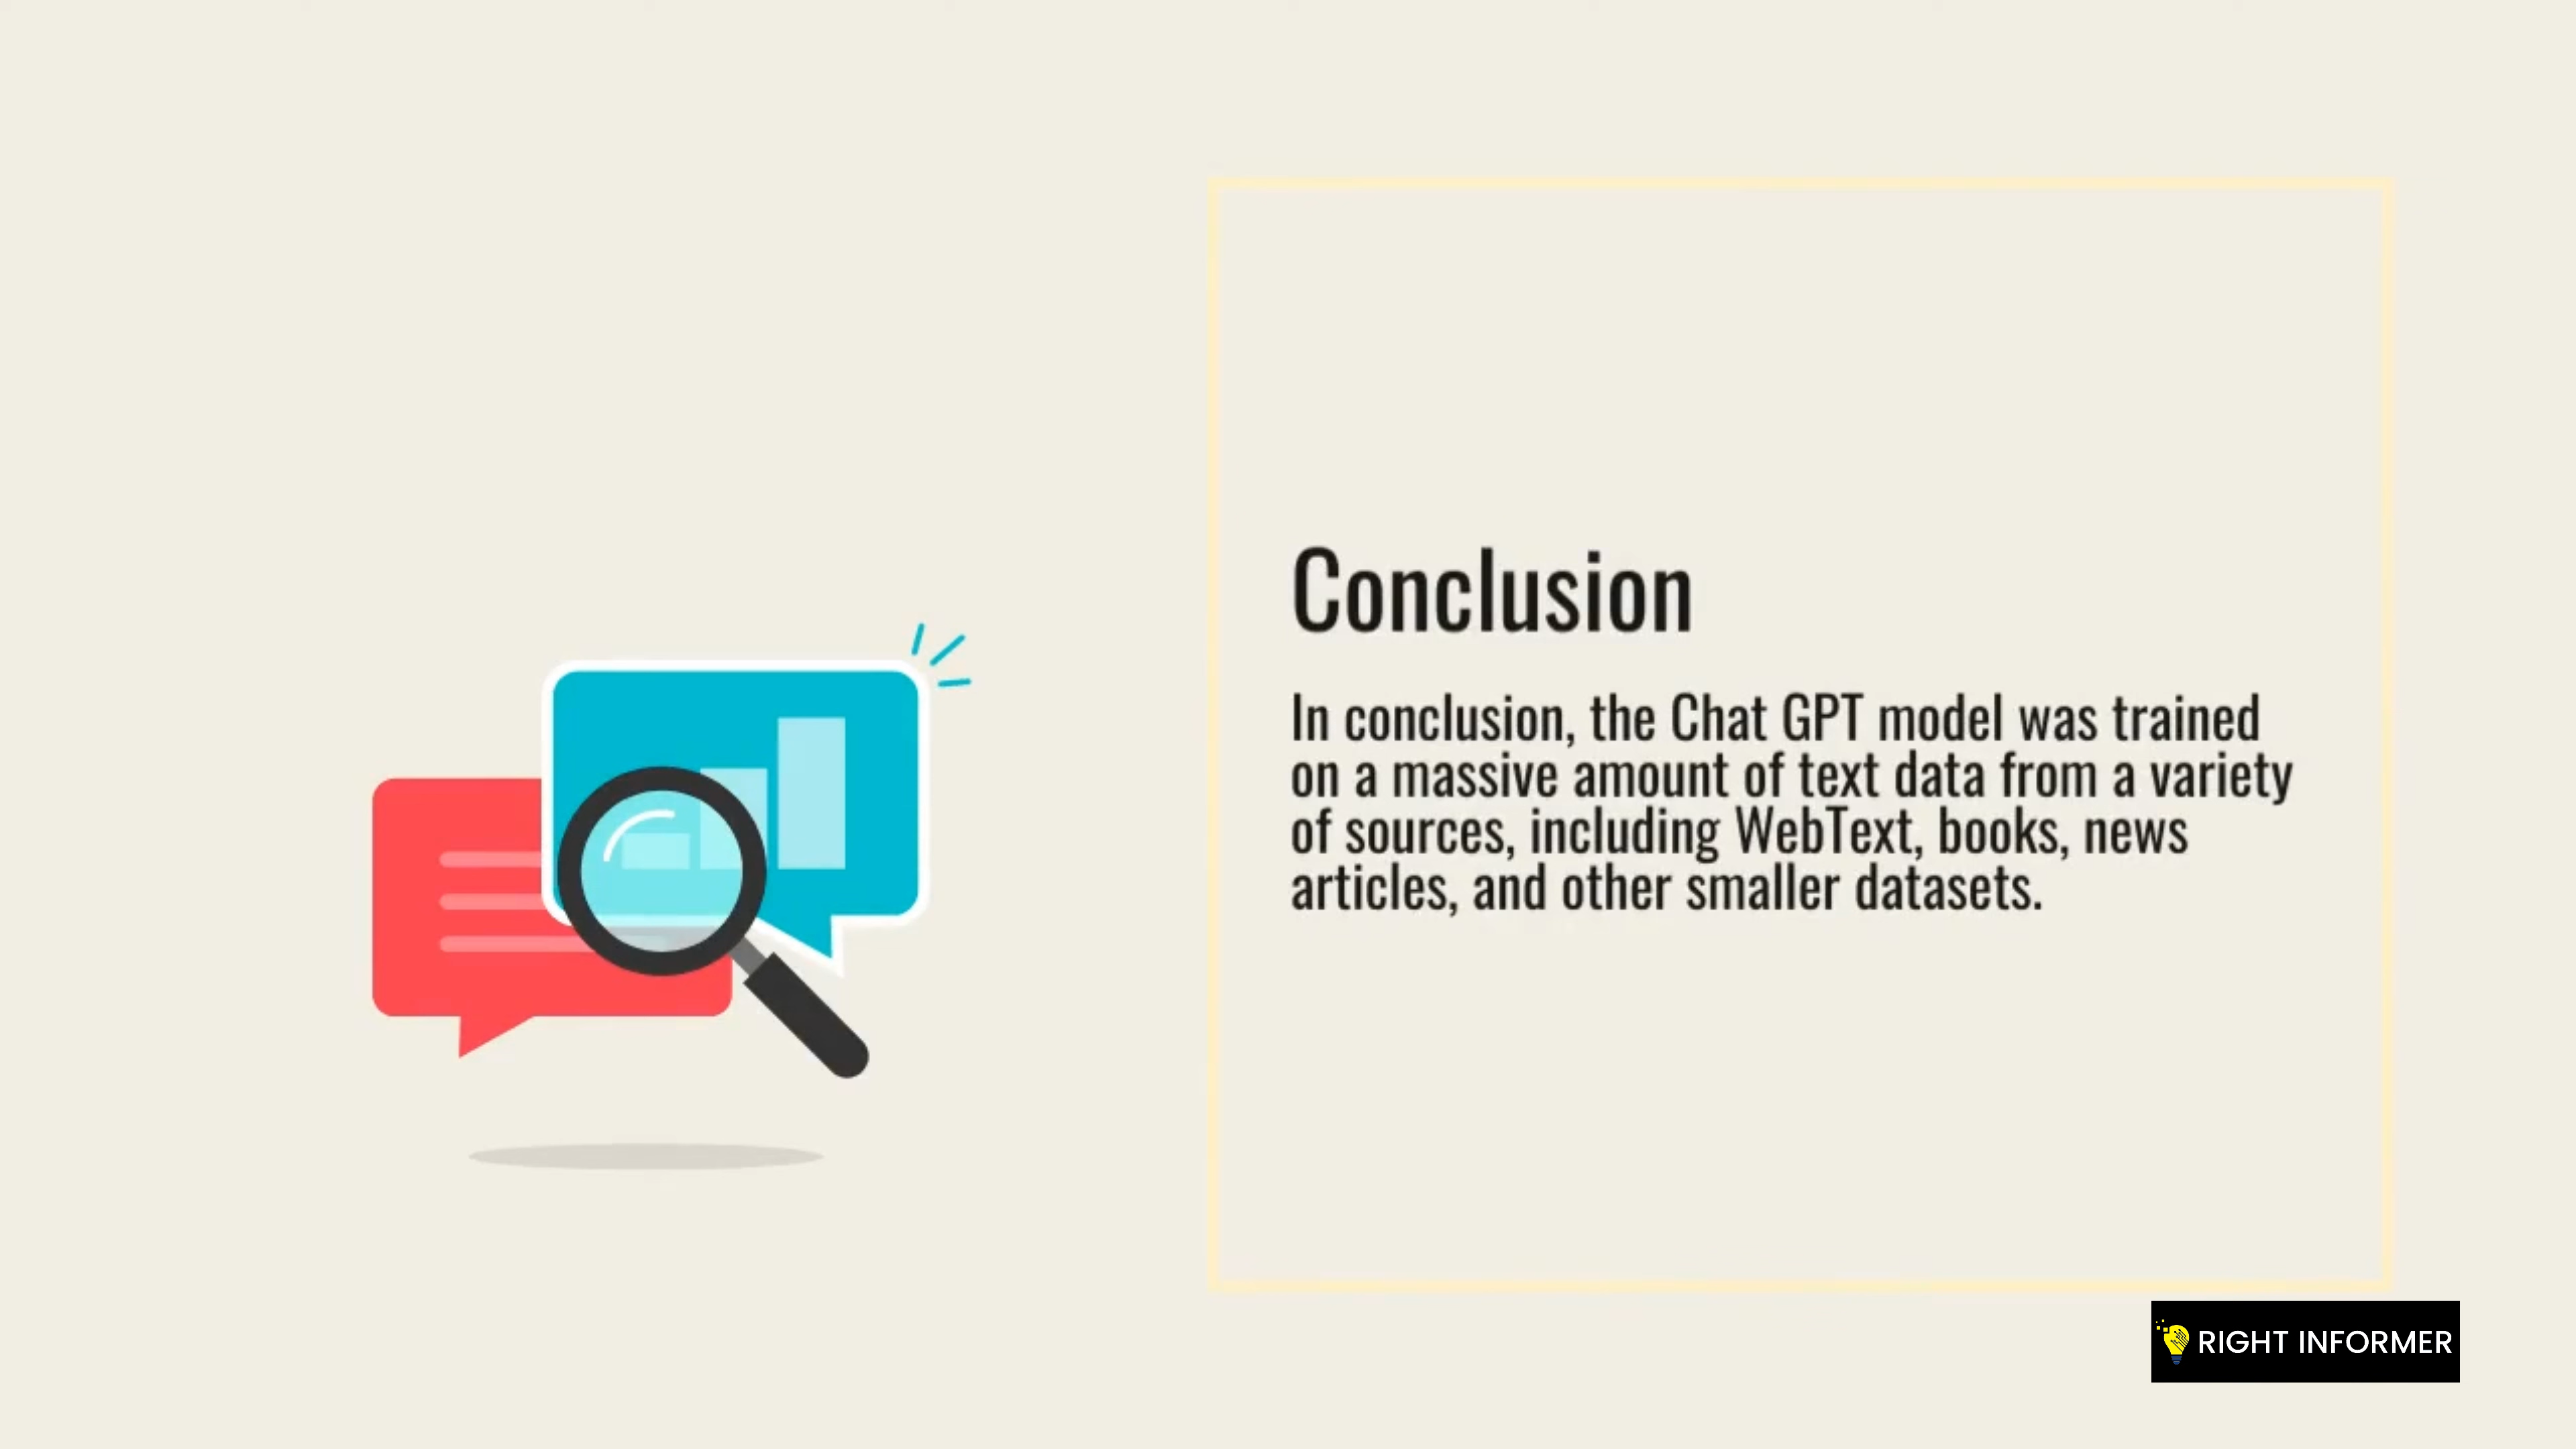 Conclusion
In conclusion, the Chat GPT model was trained
on a massive amount of text data from a variety
of sources, including WebText, books, news
articles, and other smaller datasets.
RIGHT INFORMER